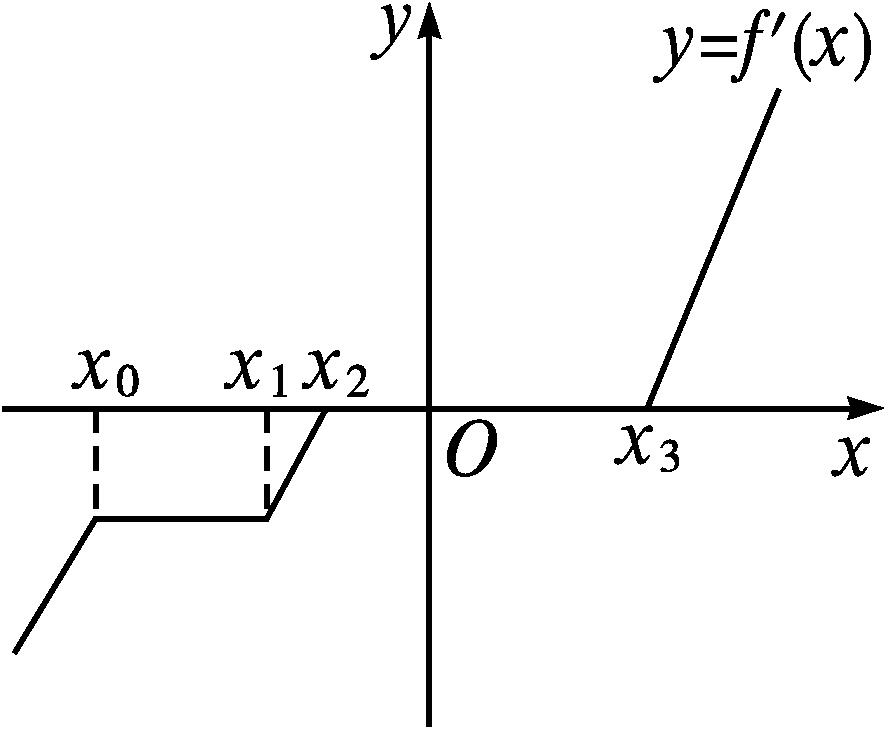 y
y=f′(x)
x₀ x₁ x₂
O x₃ x